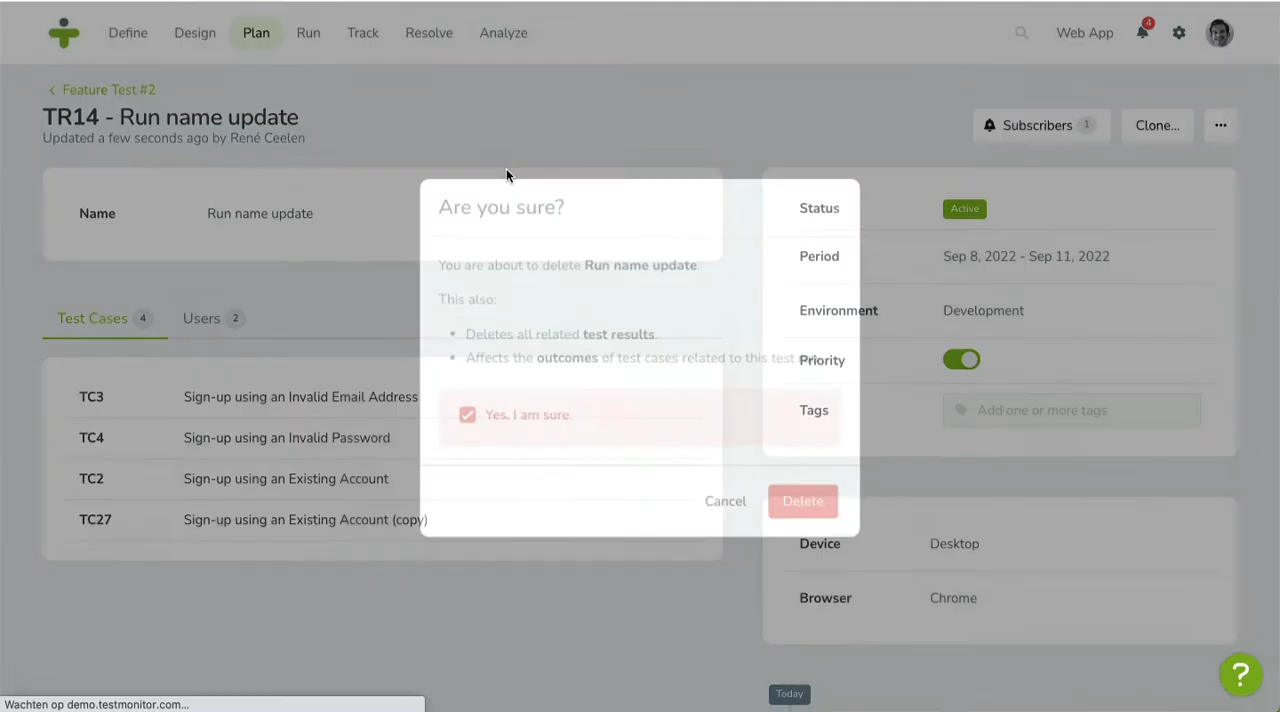 Define Design Plan Run Track Resolve Analyze Web App 4
Feature Test #2
TR14 - Run name update
Updated a few seconds ago by René Ceelen
Subscribers 1 Clone... ...
Name Run name update
Are you sure?
You are about to delete Run name update.
This also:
Deletes all related test results.
Affects the outcomes of test cases related to this test
Yes, I am sure.
Cancel Delete
Test Cases 4 Users 2
TC3 Sign-up using an Invalid Email Address
TC4 Sign-up using an Invalid Password
TC2 Sign-up using an Existing Account
TC27 Sign-up using an Existing Account (copy)
Status Active
Period Sep 8, 2022 - Sep 11, 2022
Environment Development
Priority
Tags Add one or more tags
Device Desktop
Browser Chrome
Today
?
Wachten op demo.testmonitor.com...